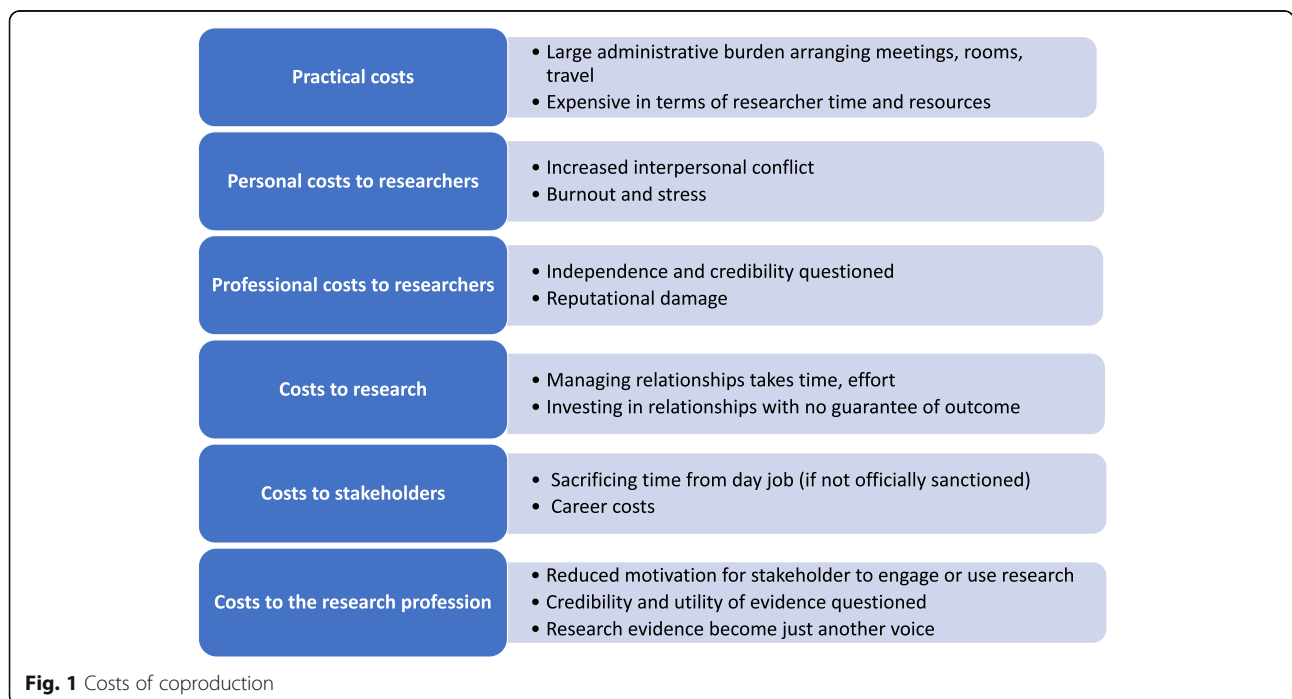 Practical costs
• Large administrative burden arranging meetings, rooms,
travel
• Expensive in terms of researcher time and resources
Personal costs to researchers
• Increased interpersonal conflict
• Burnout and stress
Professional costs to researchers
• Independence and credibility questioned
• Reputational damage
Costs to research
• Managing relationships takes time, effort
• Investing in relationships with no guarantee of outcome
Costs to stakeholders
• Sacrificing time from day job (if not officially sanctioned)
• Career costs
Costs to the research profession
• Reduced motivation for stakeholder to engage or use research
• Credibility and utility of evidence questioned
• Research evidence become just another voice
Fig. 1 Costs of coproduction